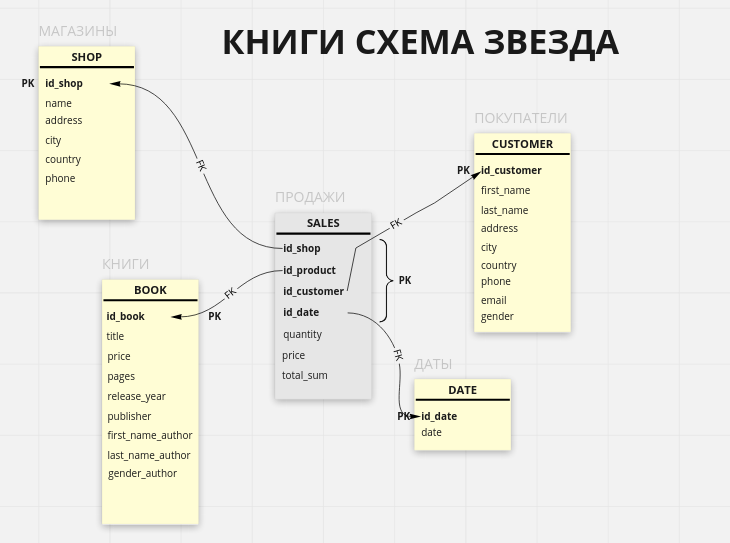 КНИГИ СХЕМА ЗВЕЗДА
МАГАЗИНЫ
SHOP
PK id_shop
name
address
city
country
phone
FK
ПОКУПАТЕЛИ
CUSTOMER
PK id_customer
first_name
last_name
address
city
country
phone
email
gender
FK
ПРОДАЖИ
SALES
id_shop
id_product
id_customer
id_date
quantity
price
total_sum
PK
FK
КНИГИ
BOOK
id_book PK
title
price
pages
release_year
publisher
first_name_author
last_name_author
gender_author
FK
ДАТЫ
DATE
PK id_date
date